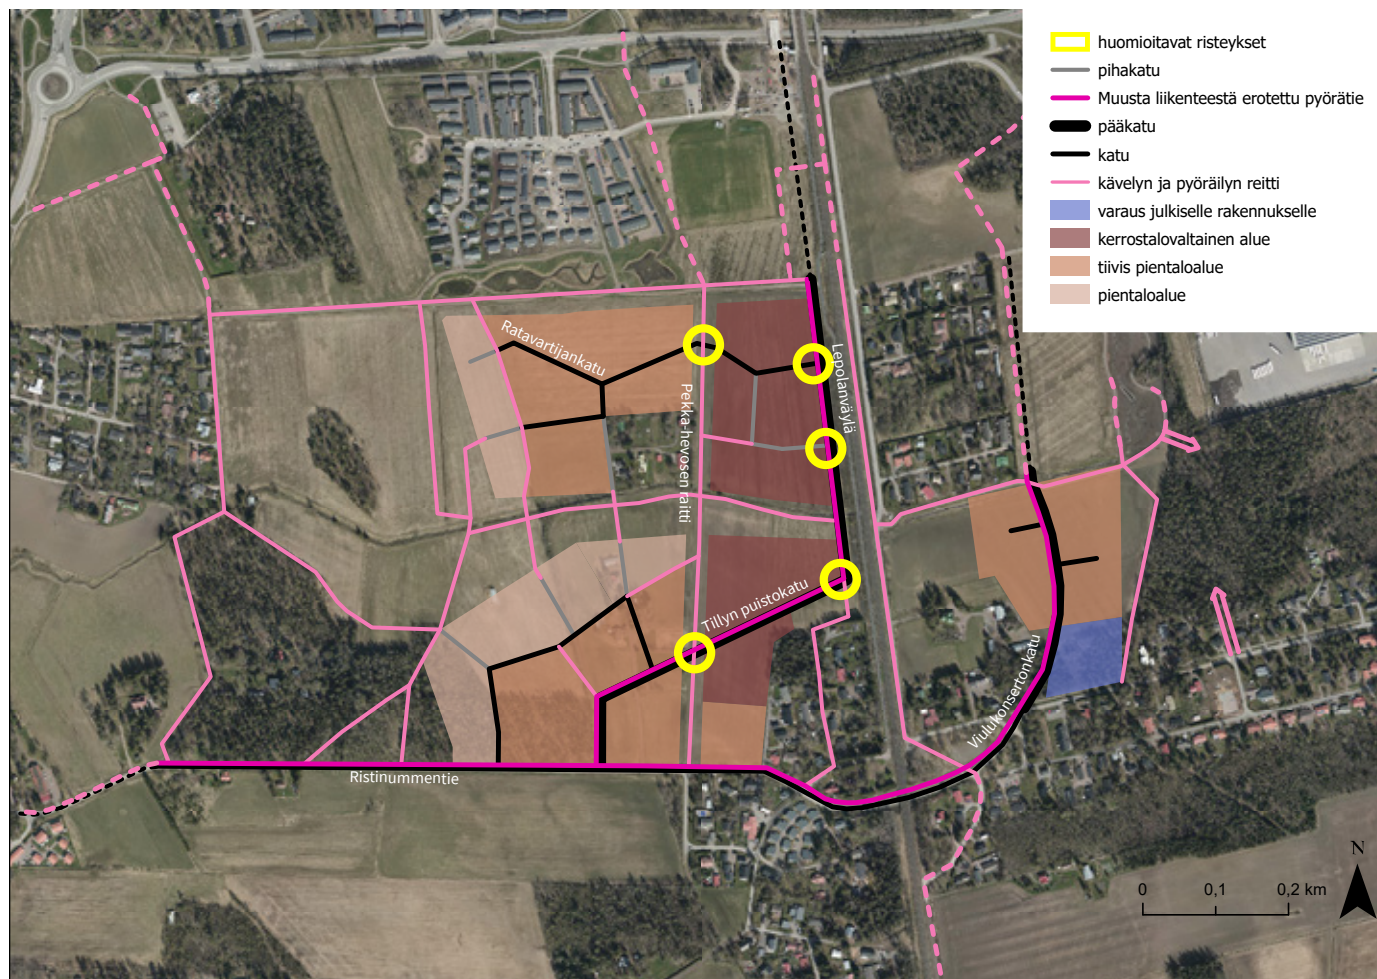 huomioitavat risteykset
pihakatu
Muusta liikenteestä erotettu pyörätie
pääkatu
katu
kävelyn ja pyöräilyn reitti
varaus julkiselle rakennukselle
kerrostalovaltainen alue
tiivis pientaloalue
pientaloalue
Ratavartijankatu
Lepolanväylä
Pekka-hevosen raitti
Tillyn puistokatu
Viulukonsertonkatu
Ristinummentie
N
0 0,1 0,2 km